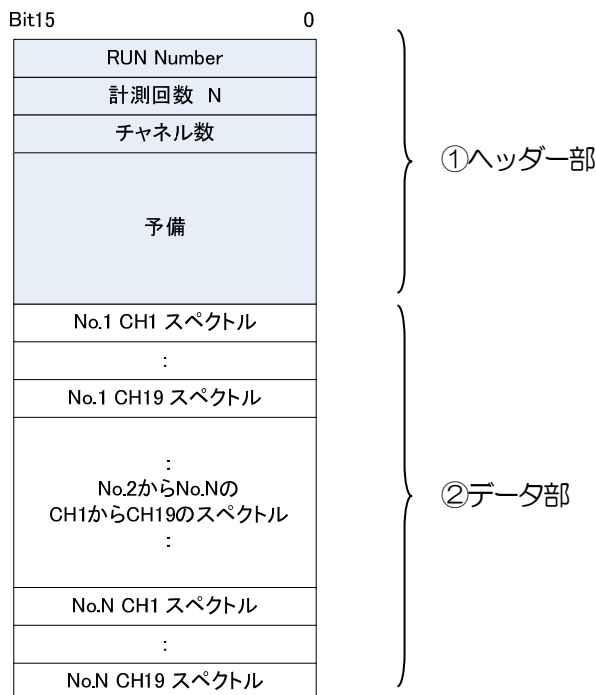 Bit15 0
RUN Number
計測回数 N
チャネル数
予備
①ヘッダー部
No.1 CH1 スペクトル
:
No.1 CH19 スペクトル
:
No.2からNo.Nの
CH1からCH19のスペクトル
:
②データ部
No.N CH1 スペクトル
:
No.N CH19 スペクトル